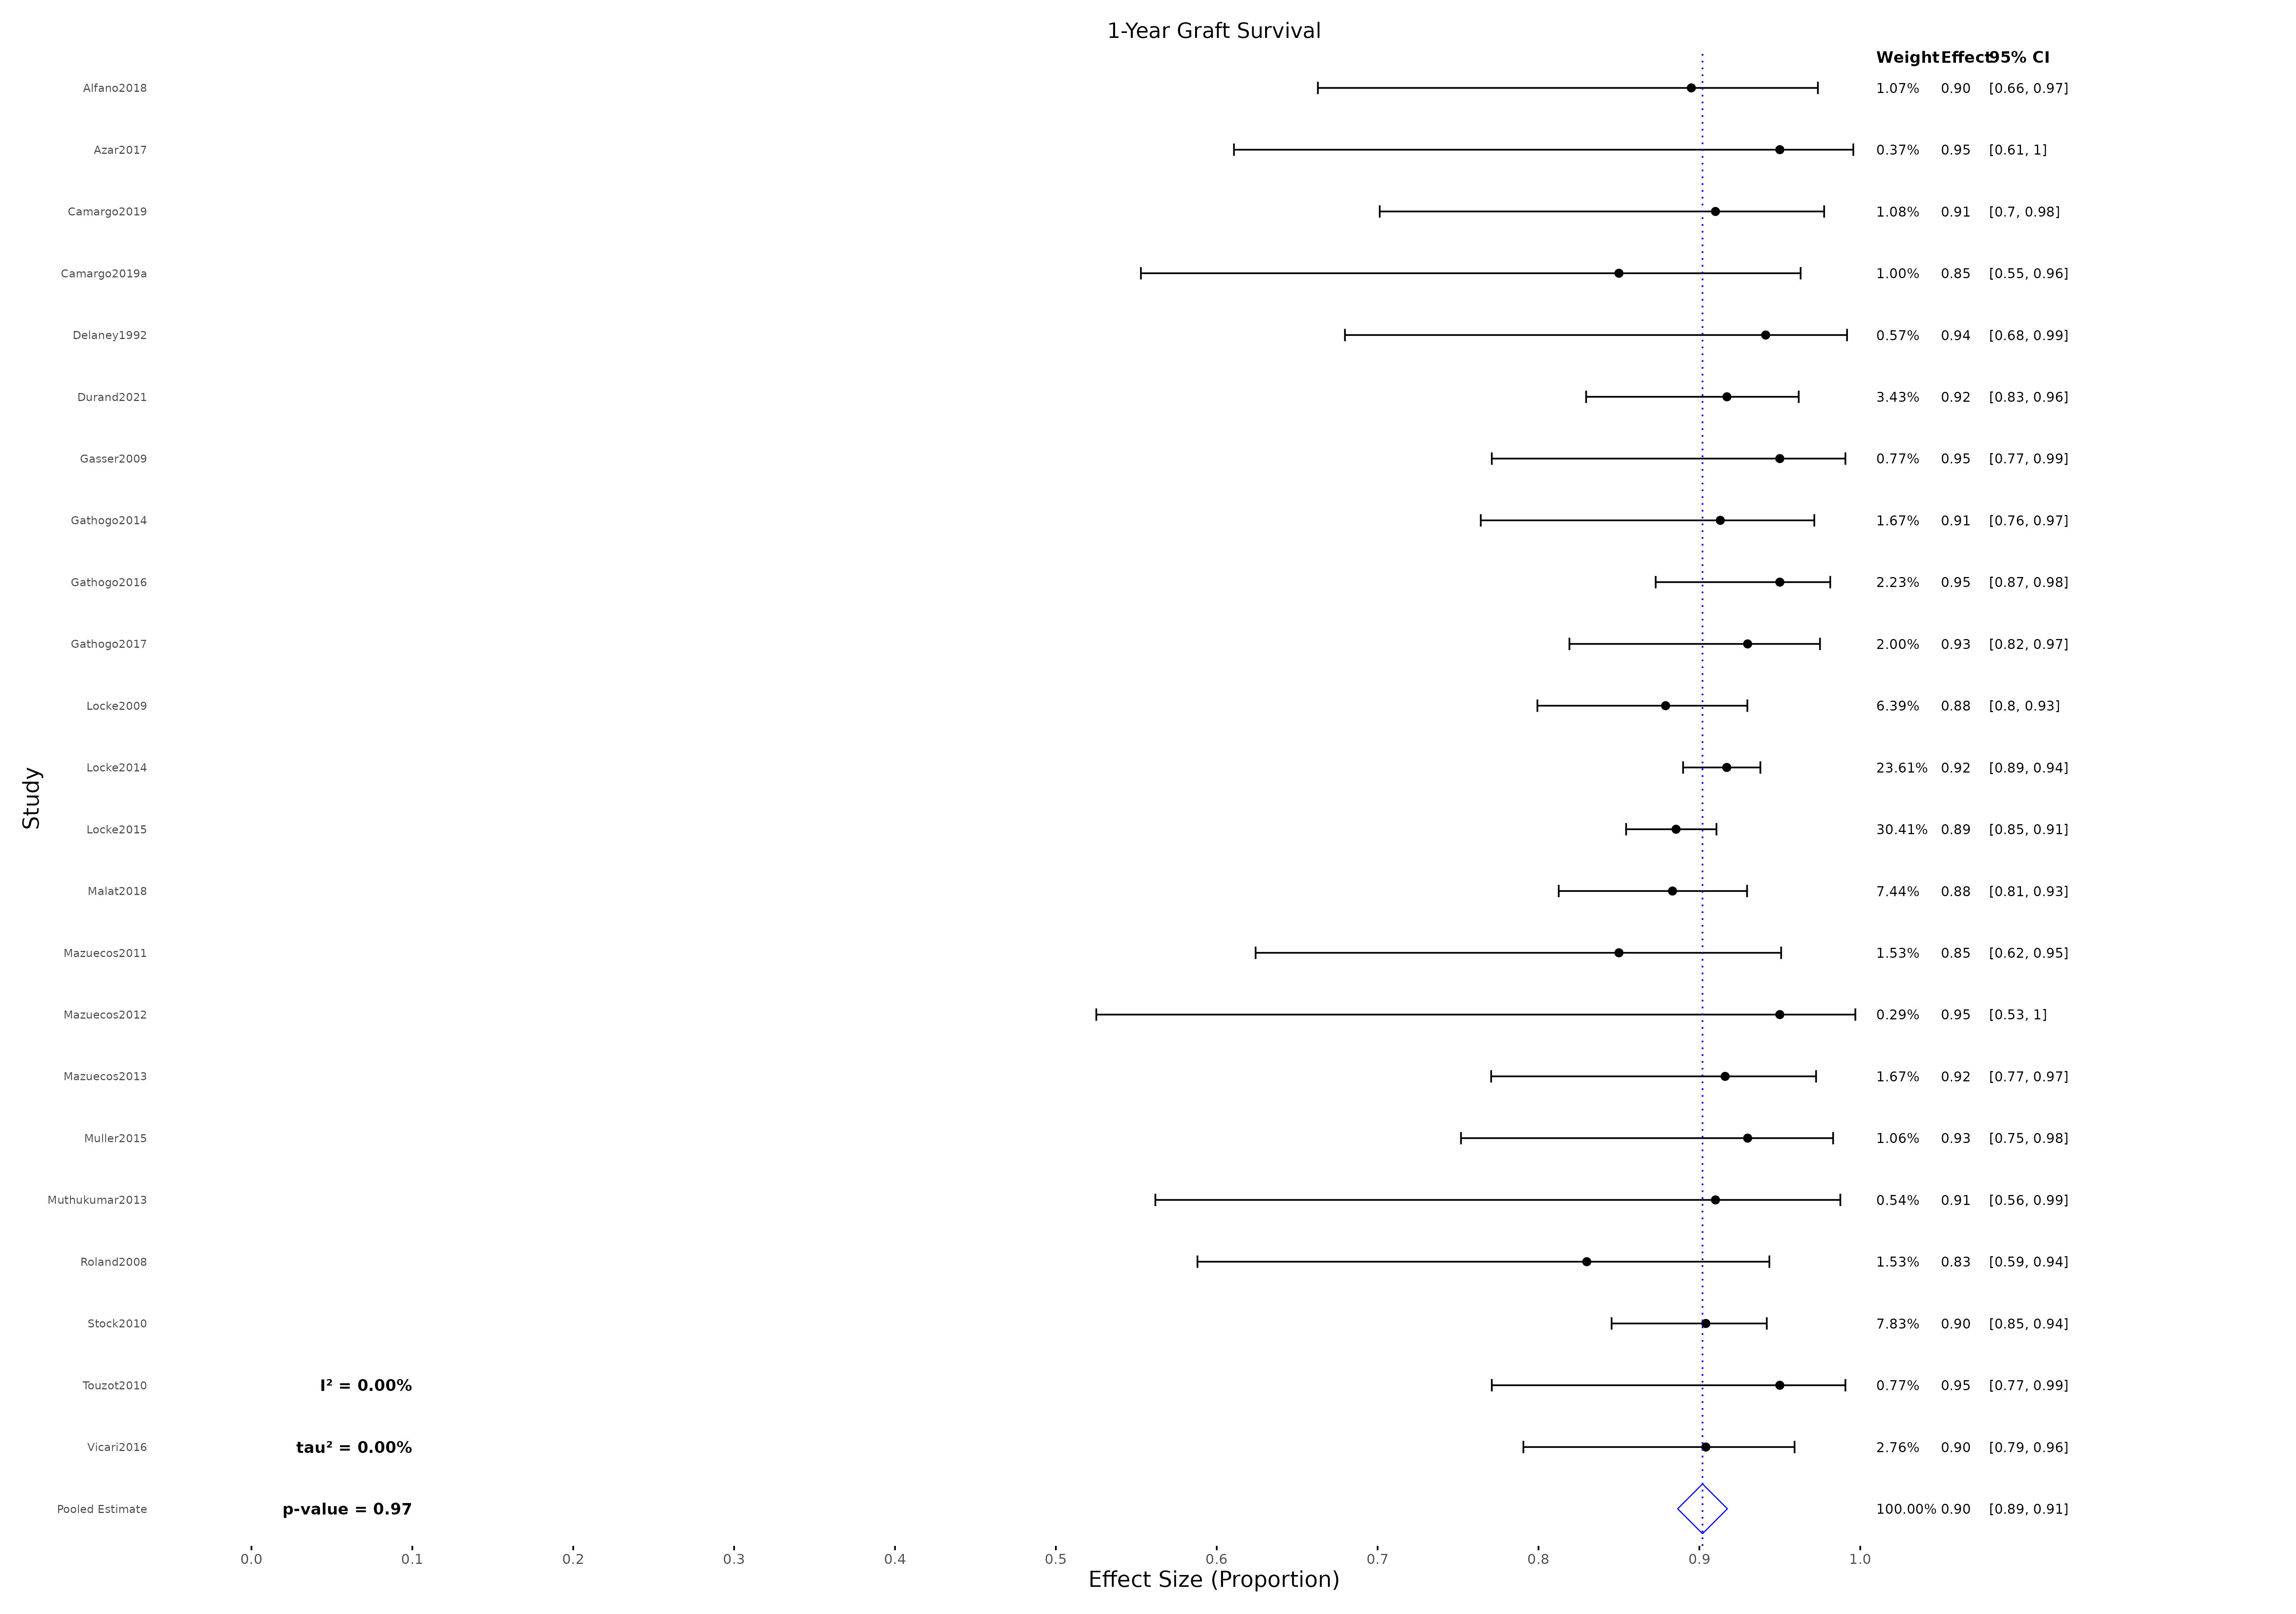 1-Year Graft Survival
Weight Effect 95% CI
Alfano2018 1.07% 0.90 [0.66, 0.97]
Azar2017 0.37% 0.95 [0.61, 1]
Camargo2019 1.08% 0.91 [0.7, 0.98]
Camargo2019a 1.00% 0.85 [0.55, 0.96]
Delaney1992 0.57% 0.94 [0.68, 0.99]
Durand2021 3.43% 0.92 [0.83, 0.96]
Gasser2009 0.77% 0.95 [0.77, 0.99]
Gathogo2014 1.67% 0.91 [0.76, 0.97]
Gathogo2016 2.23% 0.95 [0.87, 0.98]
Gathogo2017 2.00% 0.93 [0.82, 0.97]
Locke2009 6.39% 0.88 [0.8, 0.93]
Locke2014 23.61% 0.92 [0.89, 0.94]
Study
Locke2015 30.41% 0.89 [0.85, 0.91]
Malat2018 7.44% 0.88 [0.81, 0.93]
Mazuecos2011 1.53% 0.85 [0.62, 0.95]
Mazuecos2012 0.29% 0.95 [0.53, 1]
Mazuecos2013 1.67% 0.92 [0.77, 0.97]
Muller2015 1.06% 0.93 [0.75, 0.98]
Muthukumar2013 0.54% 0.91 [0.56, 0.99]
Roland2008 1.53% 0.83 [0.59, 0.94]
Stock2010 7.83% 0.90 [0.85, 0.94]
Touzot2010 I² = 0.00% 0.77% 0.95 [0.77, 0.99]
Vicari2016 tau² = 0.00% 2.76% 0.90 [0.79, 0.96]
Pooled Estimate p-value = 0.97 100.00% 0.90 [0.89, 0.91]
0.0 0.1 0.2 0.3 0.4 0.5 0.6 0.7 0.8 0.9 1.0
Effect Size (Proportion)